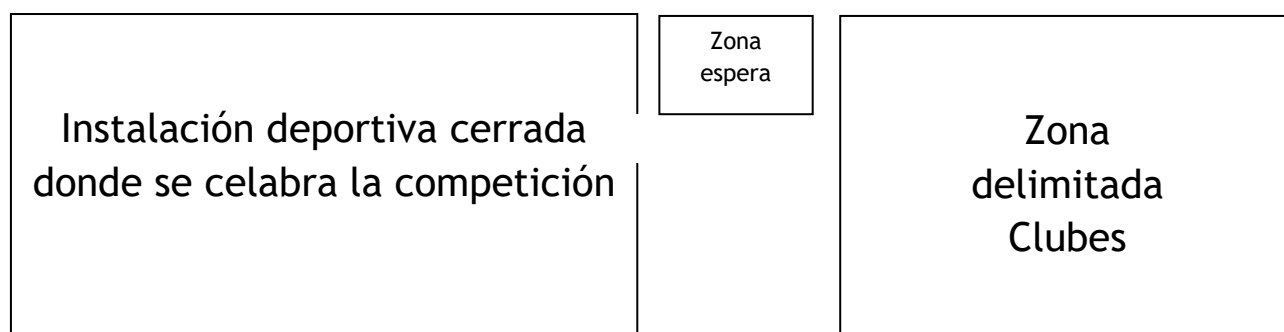 Instalación deportiva cerrada
donde se celabra la competición
Zona
espera
Zona
delimitada
Clubes